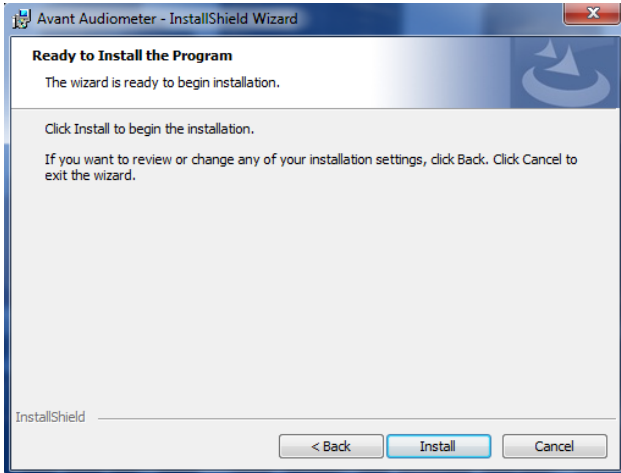 Avant Audiometer - InstallShield Wizard
Ready to Install the Program
The wizard is ready to begin installation.
Click Install to begin the installation.
If you want to review or change any of your installation settings, click Back. Click Cancel to
exit the wizard.
InstallShield
< Back
Install
Cancel